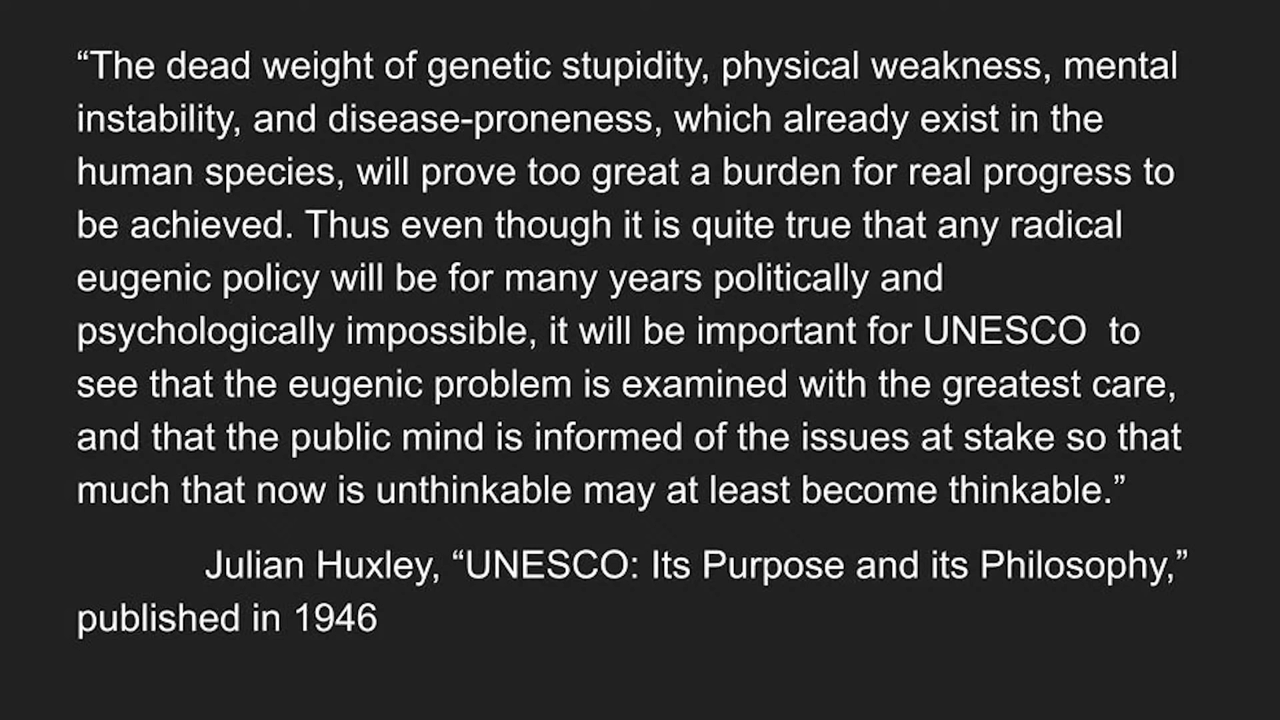 “The dead weight of genetic stupidity, physical weakness, mental
instability, and disease-proneness, which already exist in the
human species, will prove too great a burden for real progress to
be achieved. Thus even though it is quite true that any radical
eugenic policy will be for many years politically and
psychologically impossible, it will be important for UNESCO  to
see that the eugenic problem is examined with the greatest care,
and that the public mind is informed of the issues at stake so that
much that now is unthinkable may at least become thinkable.”
Julian Huxley, “UNESCO: Its Purpose and its Philosophy,”
published in 1946